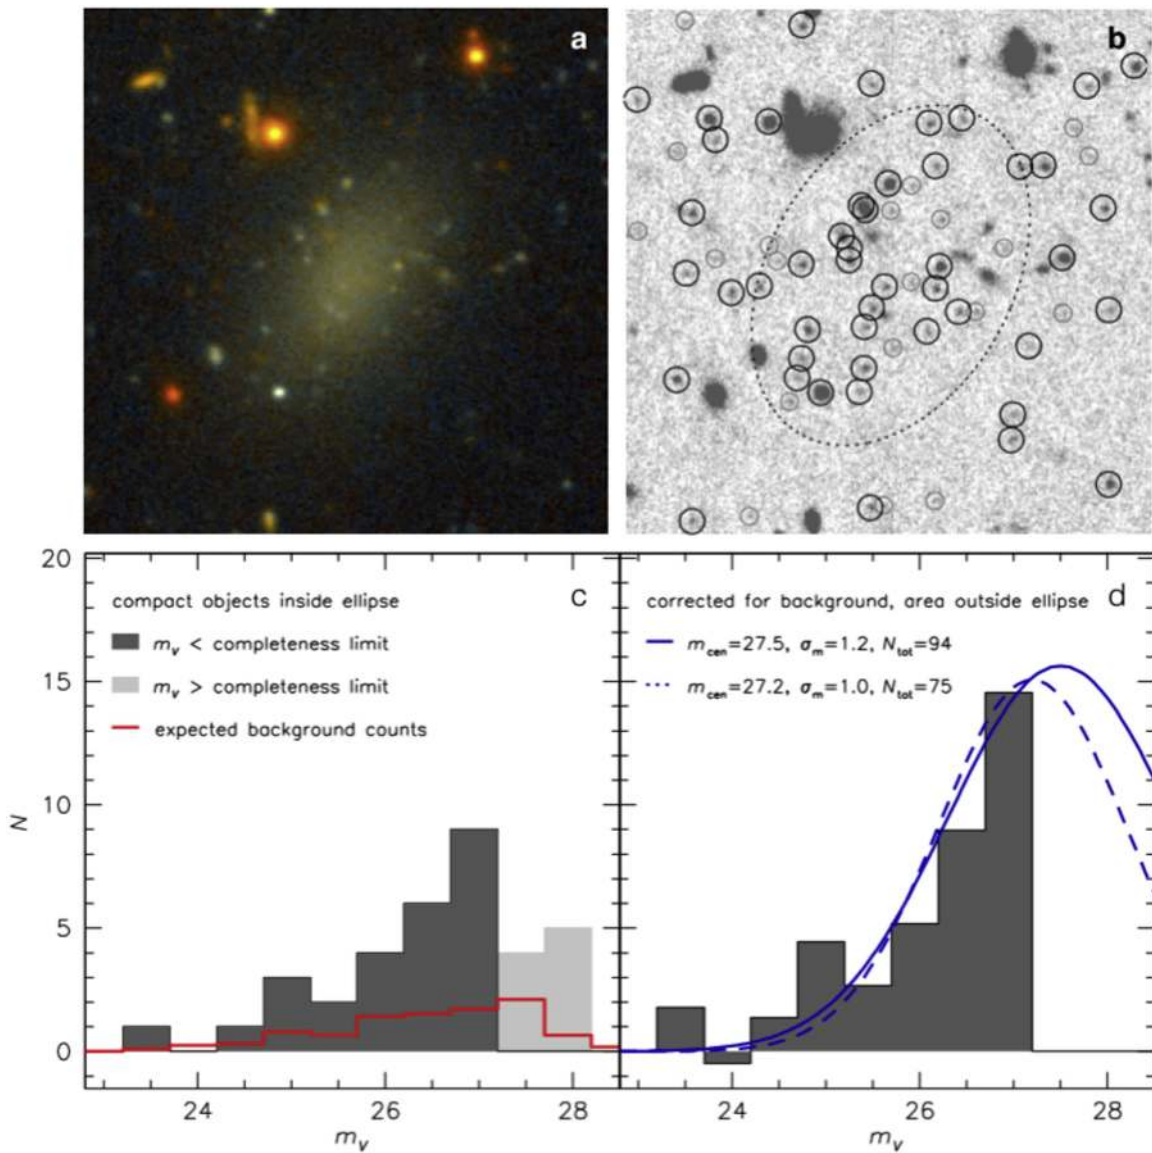 a
b
20
15
10
5
0
N
compact objects inside ellipse
c
m_V < completeness limit
m_V > completeness limit
expected background counts
24
26
28
m_V
corrected for background, area outside ellipse
d
m_cen=27.5, σ_m=1.2, N_tot=94
m_cen=27.2, σ_m=1.0, N_tot=75
24
26
28
m_V